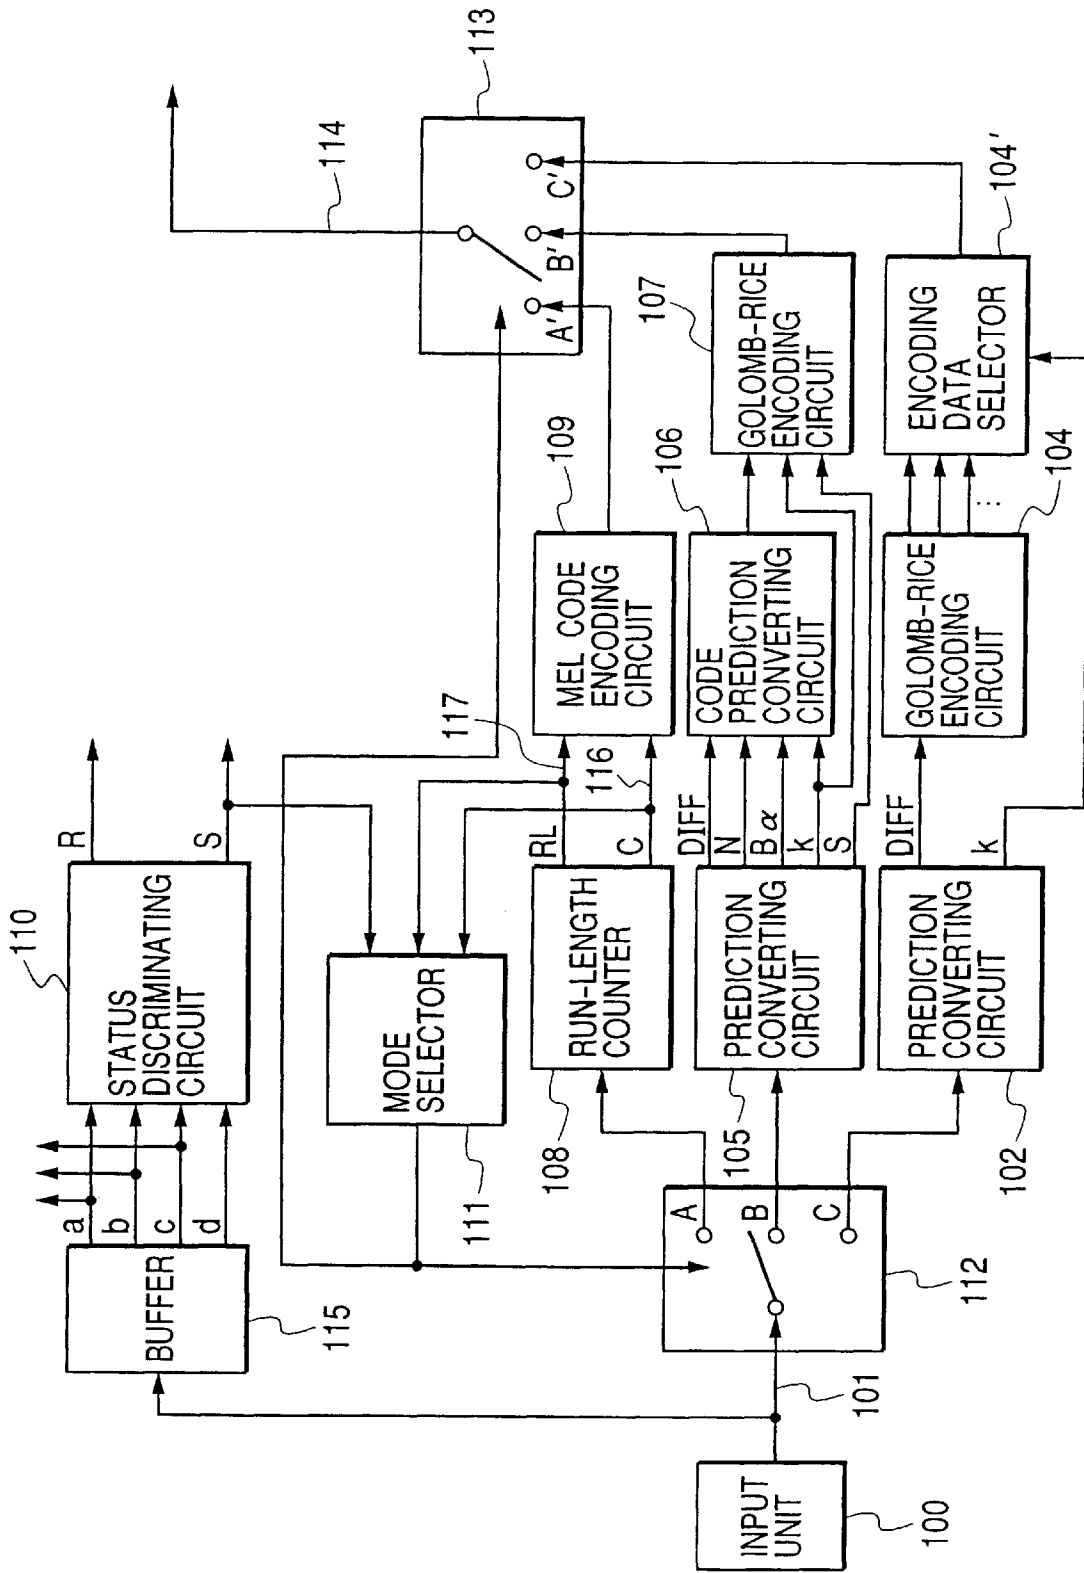 110
STATUS
DISCRIMINATING
CIRCUIT
R
S
a
b
c
d
BUFFER
115
114
113
A'
B'
C'
MODE
SELECTOR
111
117
116
109
MEL CODE
ENCODING
CIRCUIT
RL
C
RUN-LENGTH
COUNTER
108
106
CODE
PREDICTION
CONVERTING
CIRCUIT
107
GOLOMB-RICE
ENCODING
CIRCUIT
DIFF
N
Bα
k
S
PREDICTION
CONVERTING
CIRCUIT
105
A
B
C
112
101
INPUT
UNIT
100
DIFF
k
PREDICTION
CONVERTING
CIRCUIT
102
GOLOMB-RICE
ENCODING
CIRCUIT
104
...
ENCODING
DATA
SELECTOR
104'